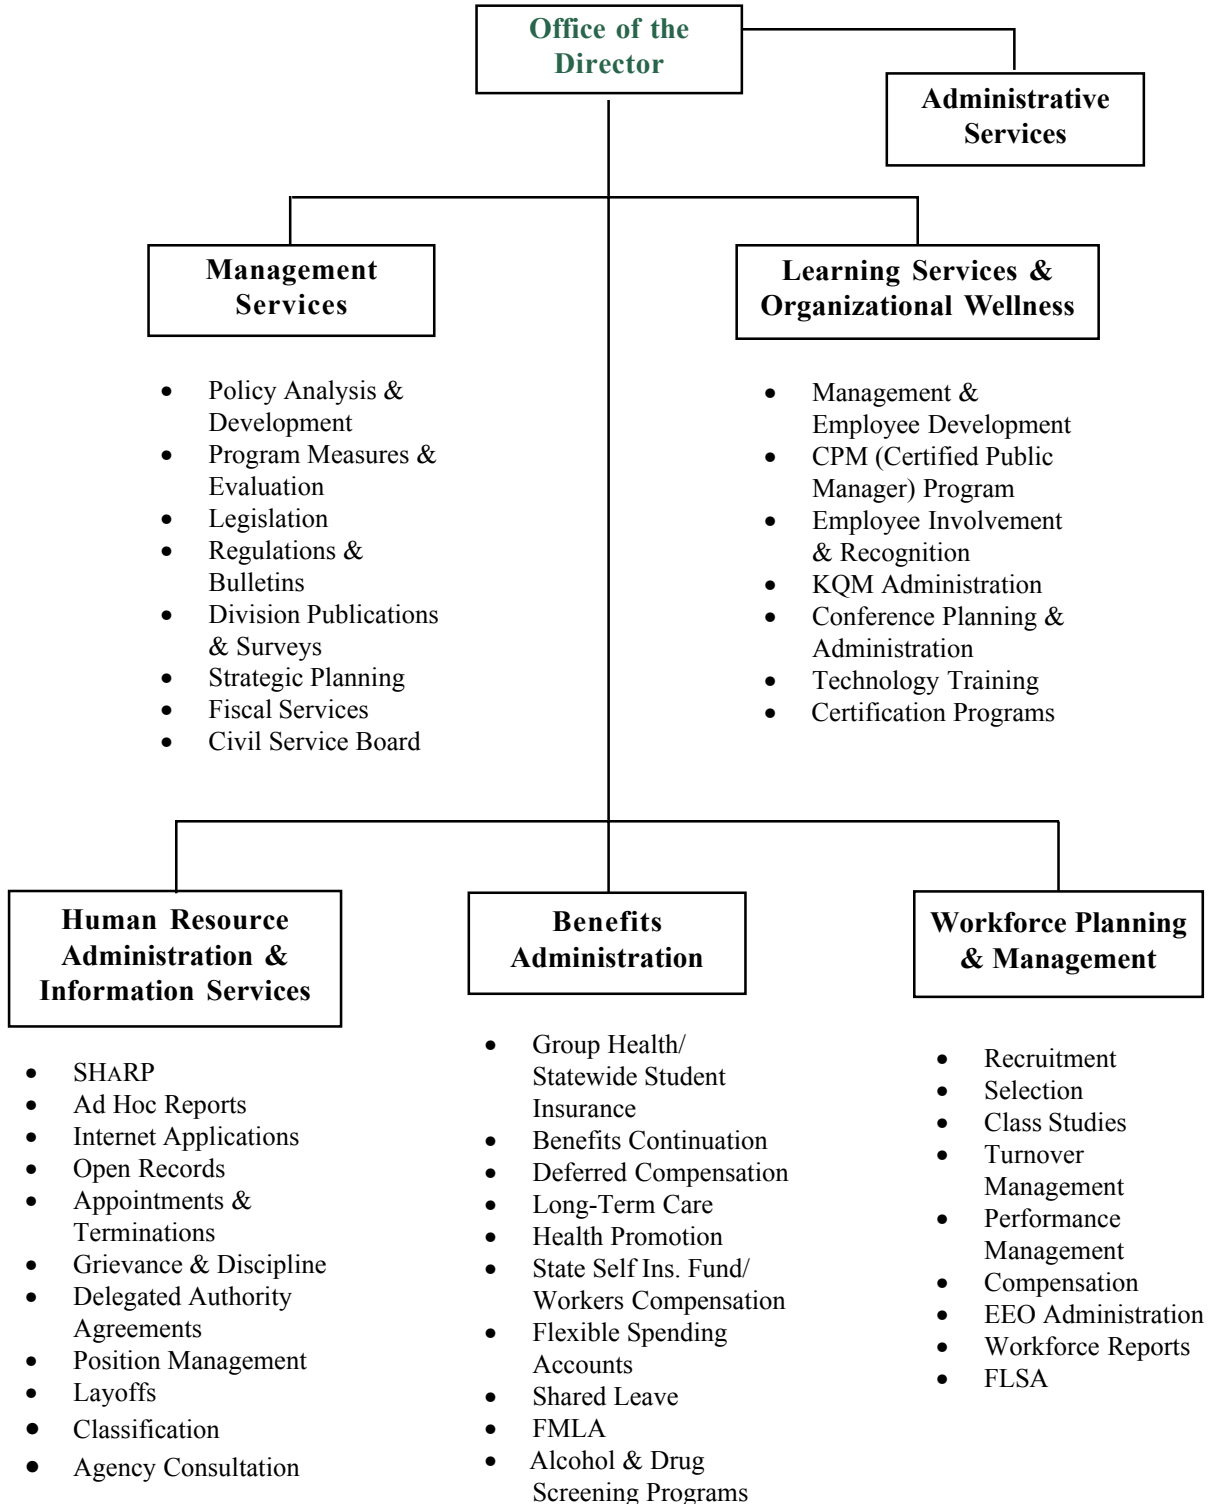 Office of the
Director
Administrative
Services
Management
Services
Learning Services &
Organizational Wellness
• Policy Analysis &
Development
• Program Measures &
Evaluation
• Legislation
• Regulations &
Bulletins
• Division Publications
& Surveys
• Strategic Planning
• Fiscal Services
• Civil Service Board
• Management &
Employee Development
• CPM (Certified Public
Manager) Program
• Employee Involvement
& Recognition
• KQM Administration
• Conference Planning &
Administration
• Technology Training
• Certification Programs
Human Resource
Administration &
Information Services
Benefits
Administration
Workforce Planning
& Management
• SHARP
• Ad Hoc Reports
• Internet Applications
• Open Records
• Appointments &
Terminations
• Grievance & Discipline
• Delegated Authority
Agreements
• Position Management
• Layoffs
• Classification
• Agency Consultation
• Group Health/
Statewide Student
Insurance
• Benefits Continuation
• Deferred Compensation
• Long-Term Care
• Health Promotion
• State Self Ins. Fund/
Workers Compensation
• Flexible Spending
Accounts
• Shared Leave
• FMLA
• Alcohol & Drug
Screening Programs
• Recruitment
• Selection
• Class Studies
• Turnover
Management
• Performance
Management
• Compensation
• EEO Administration
• Workforce Reports
• FLSA